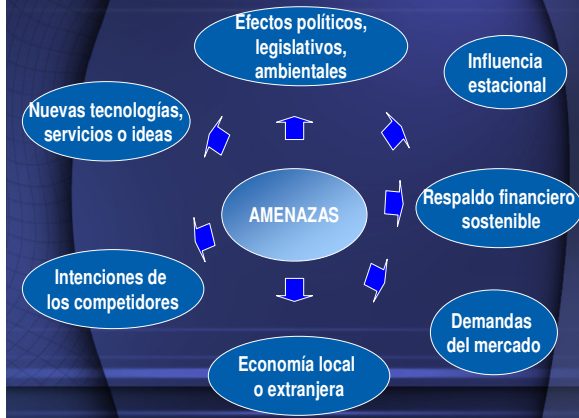 Efectos políticos,
legislativos,
ambientales
Influencia
estacional
Nuevas tecnologías,
servicios o ideas
AMENAZAS
Respaldo financiero
sostenible
Intenciones de
los competidores
Demandas
del mercado
Economía local
o extranjera